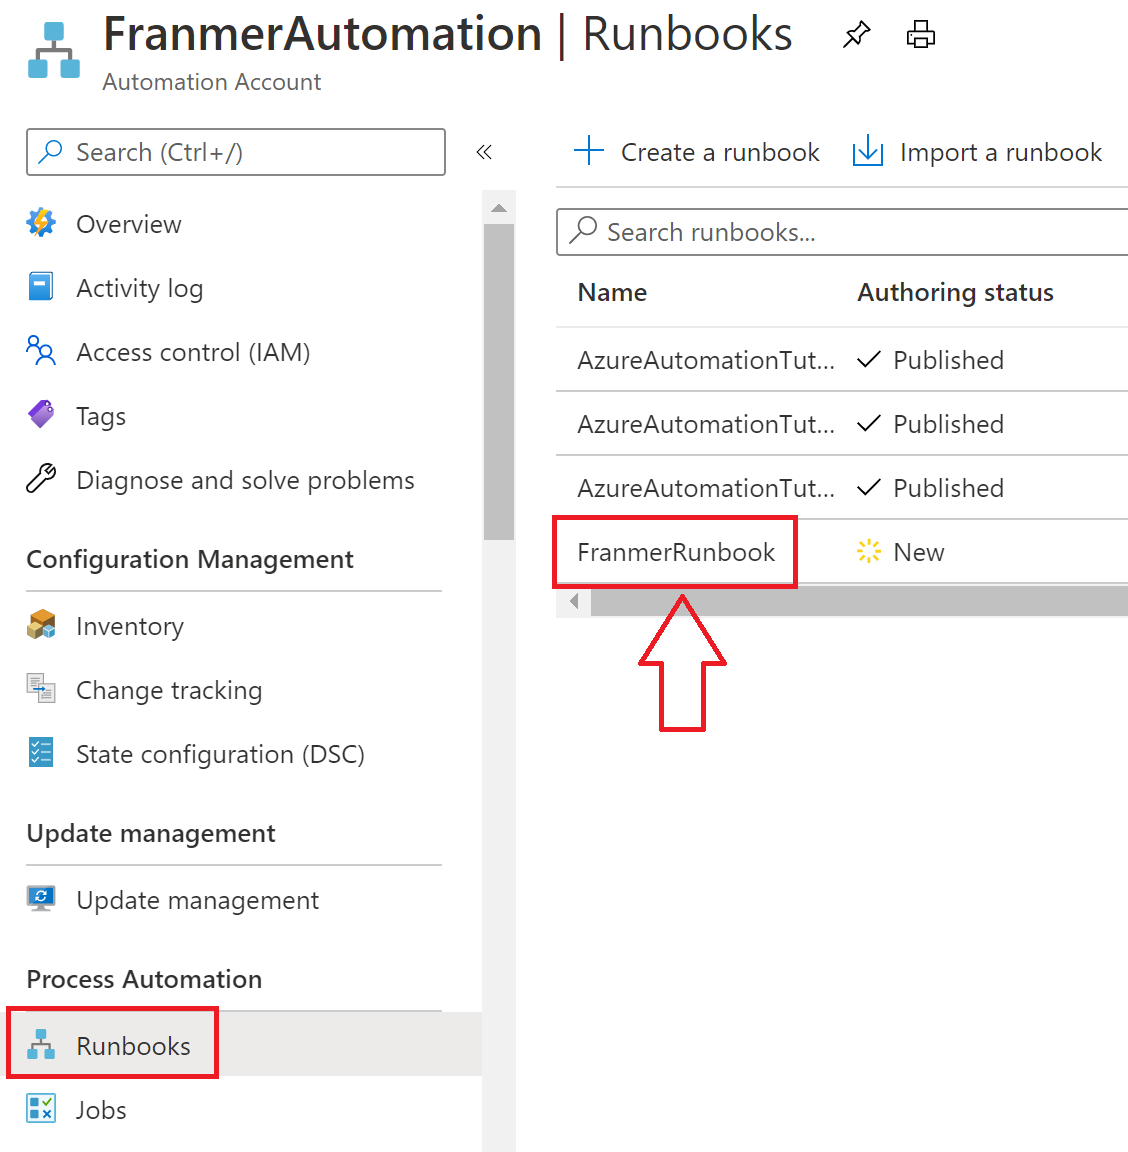 FranmerAutomation | Runbooks
Automation Account
Search (Ctrl+/)
«
Overview
Activity log
Access control (IAM)
Tags
Diagnose and solve problems
Configuration Management
Inventory
Change tracking
State configuration (DSC)
Update management
Update management
Process Automation
Runbooks
Jobs
Create a runbook
Import a runbook
Search runbooks...
Name Authoring status
AzureAutomationTut... Published
AzureAutomationTut... Published
AzureAutomationTut... Published
FranmerRunbook New